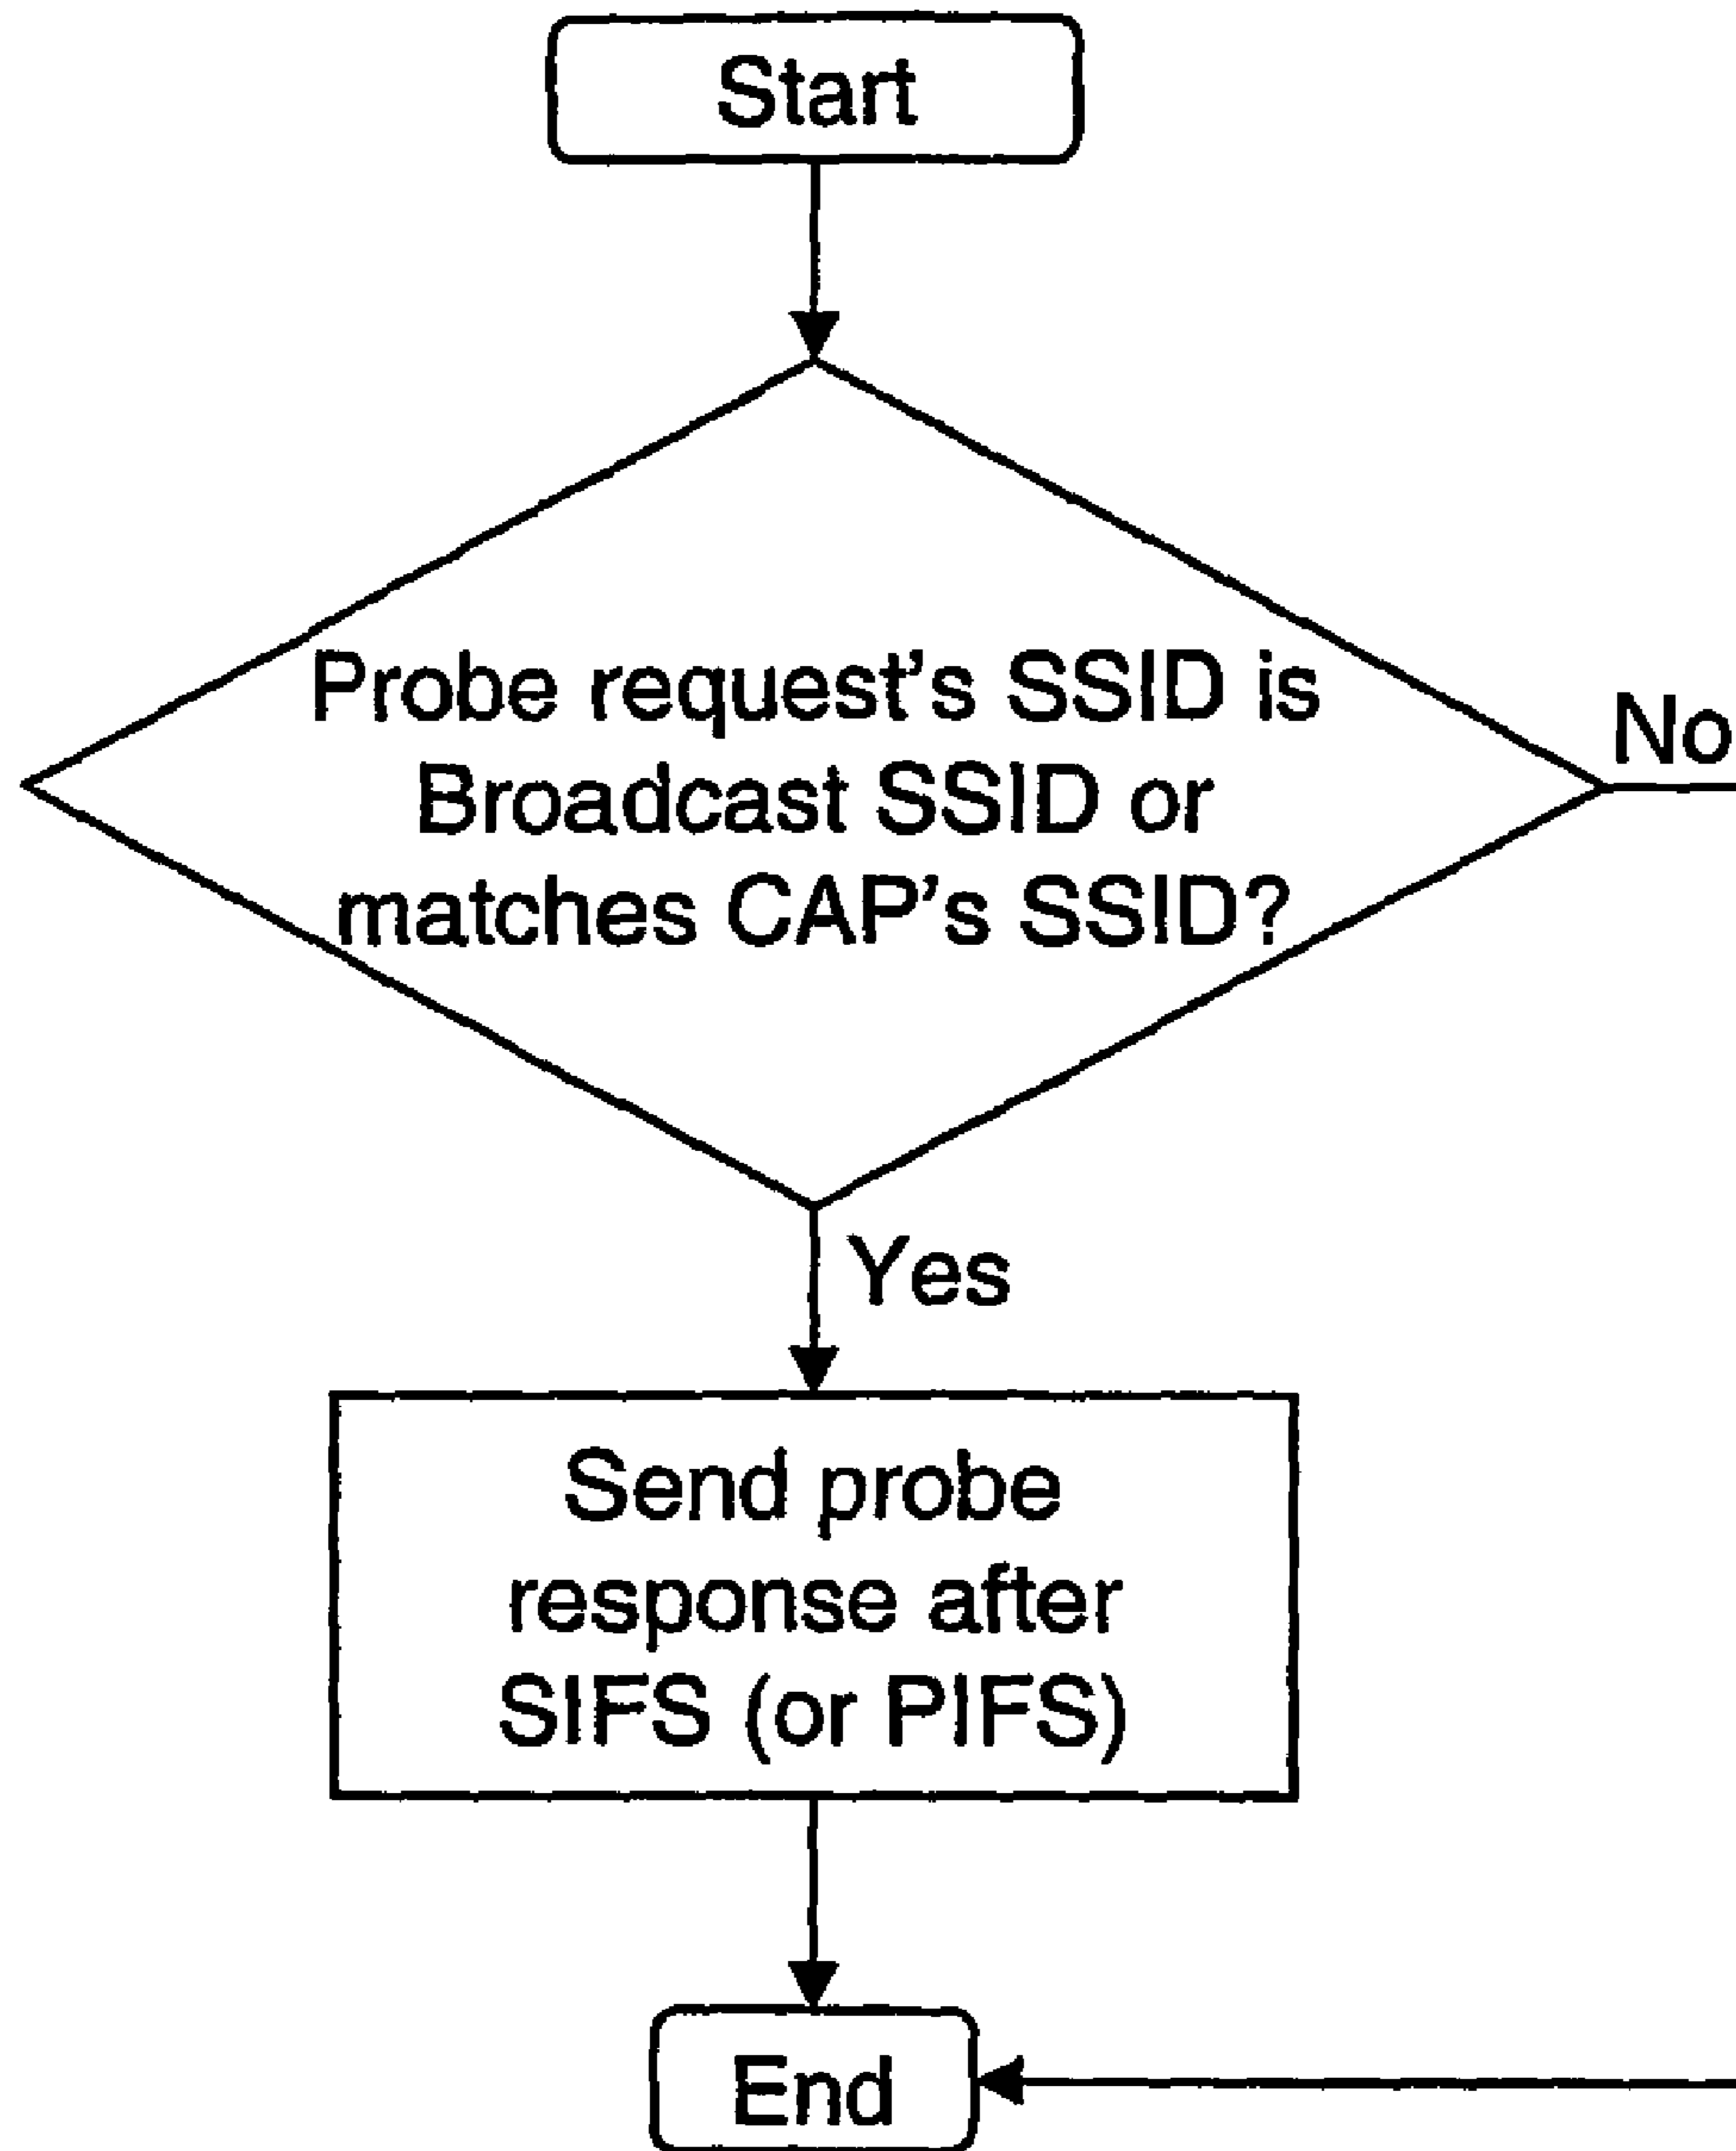 Start
Probe request's SSID is
Broadcast SSID or
matches CAP's SSID?
No
Yes
Send probe
response after
SIFS (or PIFS)
End